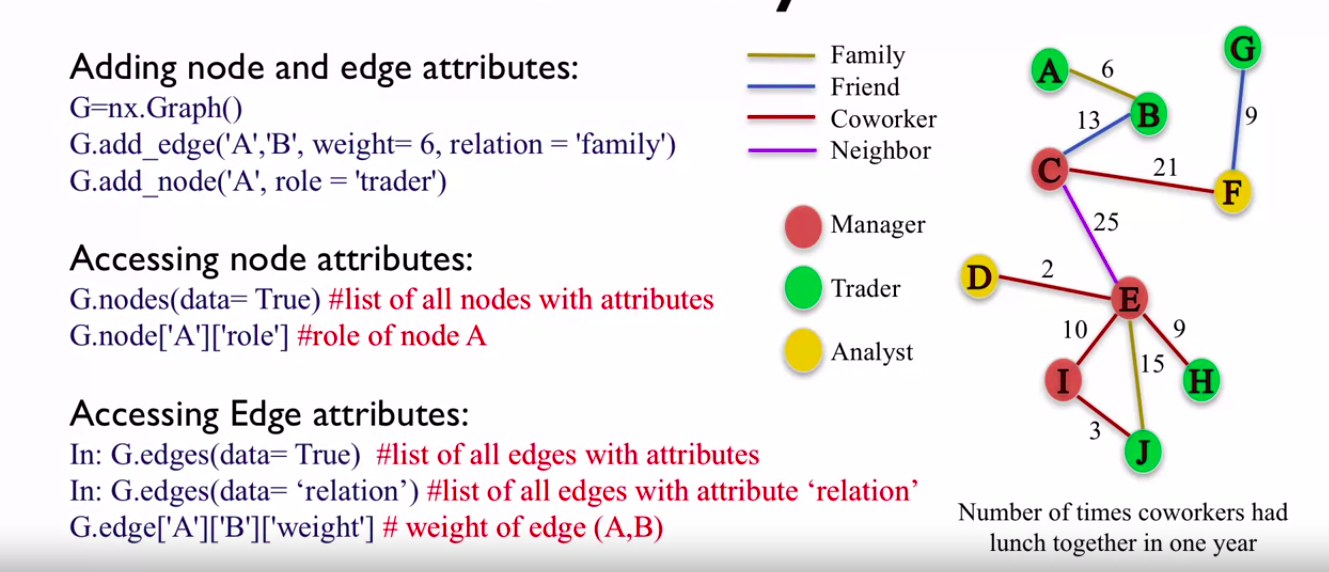 Adding node and edge attributes:
G=nx.Graph()
G.add_edge('A','B', weight= 6, relation = 'family')
G.add_node('A', role = 'trader')
Accessing node attributes:
G.nodes(data= True) #list of all nodes with attributes
G.node['A']['role'] #role of node A
Accessing Edge attributes:
In: G.edges(data= True) #list of all edges with attributes
In: G.edges(data= ‘relation’) #list of all edges with attribute ‘relation’
G.edge['A']['B']['weight'] # weight of edge (A,B)
Family
Friend
Coworker
Neighbor
Manager
Trader
Analyst
G
A
6
B
9
13
C
21
F
25
D
2
E
10
9
15
I
H
3
J
Number of times coworkers had
lunch together in one year